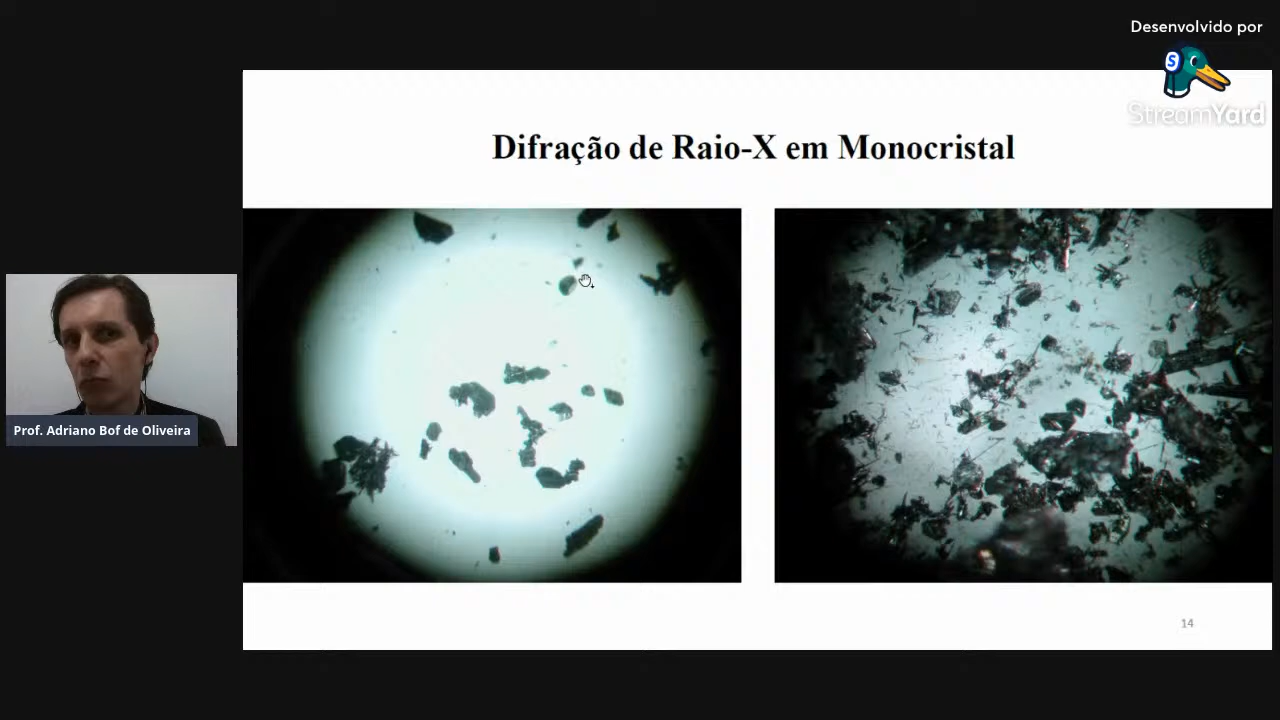 Desenvolvido por
StreamYard
Difração de Raio-X em Monocristal
Prof. Adriano Bof de Oliveira
14